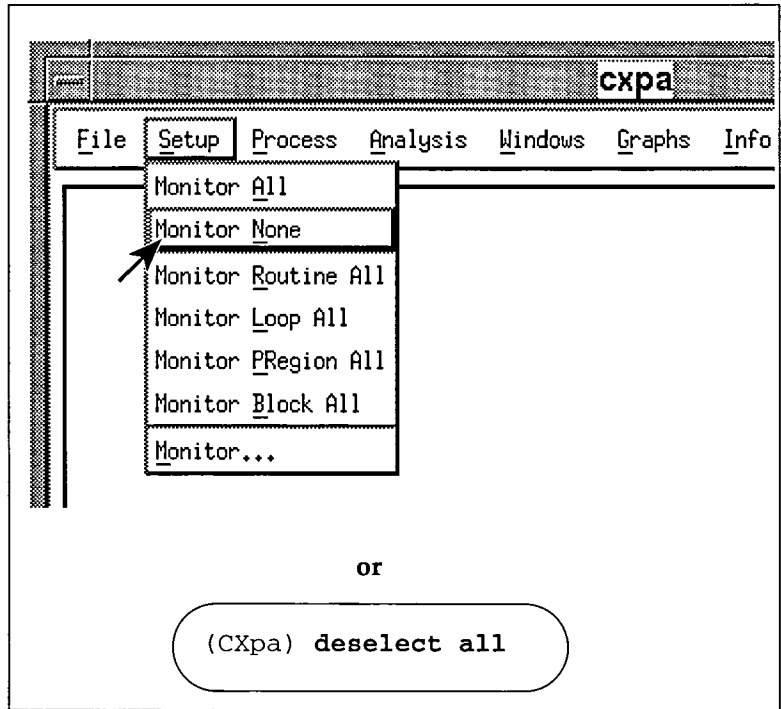 cxpa
File Setup Process Analysis Windows Graphs Info
Monitor All
Monitor None
Monitor Routine All
Monitor Loop All
Monitor PRegion All
Monitor Block All
Monitor...
or
(CXpa) deselect all